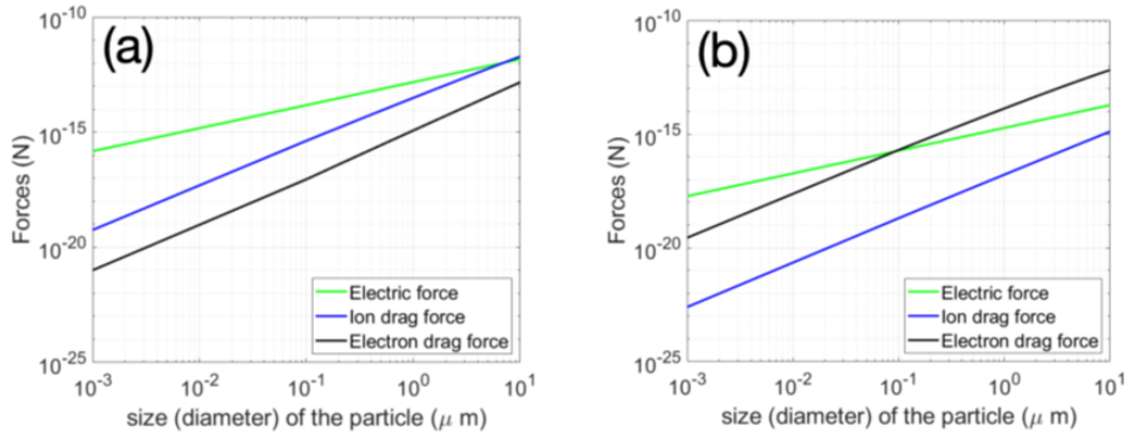 (a)
10⁻¹⁰
10⁻¹⁵
10⁻²⁰
10⁻²⁵
Forces (N)
Electric force
Ion drag force
Electron drag force
10⁻³ 10⁻² 10⁻¹ 10⁰ 10¹
size (diameter) of the particle (μ m)
(b)
10⁻¹⁰
10⁻¹⁵
10⁻²⁰
10⁻²⁵
Forces (N)
Electric force
Ion drag force
Electron drag force
10⁻³ 10⁻² 10⁻¹ 10⁰ 10¹
size (diameter) of the particle (μ m)